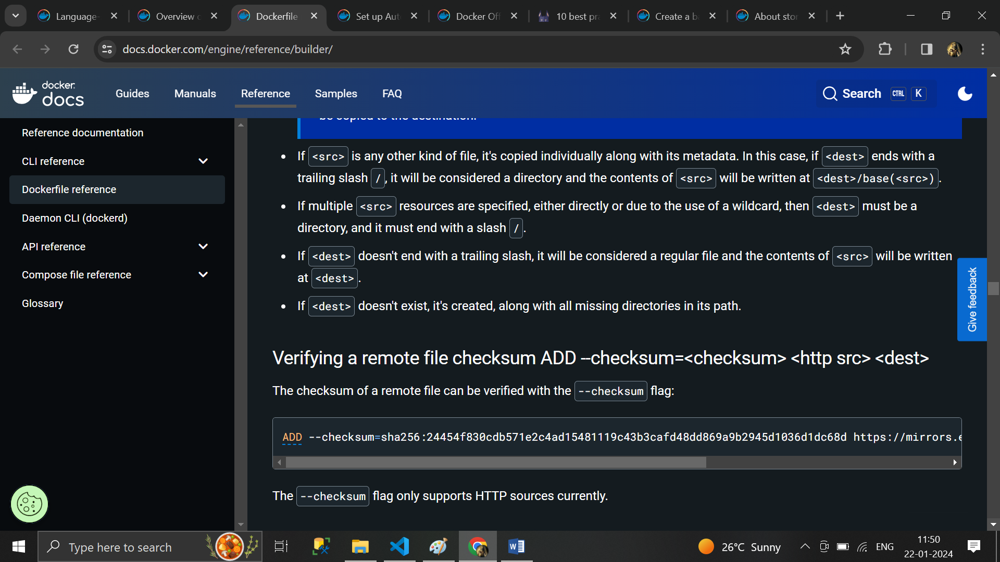 Language-
Overview c
Dockerfile
Set up Aut
Docker Off
10 best pra
Create a ba
About stor
docs.docker.com/engine/reference/builder/
docker
docs
Guides
Manuals
Reference
Samples
FAQ
Search
CTRL
K
Reference documentation
CLI reference
Dockerfile reference
Daemon CLI (dockerd)
API reference
Compose file reference
Glossary
be copied to the destination.
If <src> is any other kind of file, it's copied individually along with its metadata. In this case, if <dest> ends with a
trailing slash /, it will be considered a directory and the contents of <src> will be written at <dest>/base(<src>).
If multiple <src> resources are specified, either directly or due to the use of a wildcard, then <dest> must be a
directory, and it must end with a slash /.
If <dest> doesn't end with a trailing slash, it will be considered a regular file and the contents of <src> will be written
at <dest>.
If <dest> doesn't exist, it's created, along with all missing directories in its path.
Verifying a remote file checksum ADD --checksum=<checksum> <http src> <dest>
The checksum of a remote file can be verified with the --checksum flag:
ADD --checksum=sha256:24454f830cdb571e2c4ad15481119c43b3cafd48dd869a9b2945d1036d1dc68d https://mirrors.e
The --checksum flag only supports HTTP sources currently.
Give feedback
Type here to search
26°C Sunny
ENG
11:50
22-01-2024